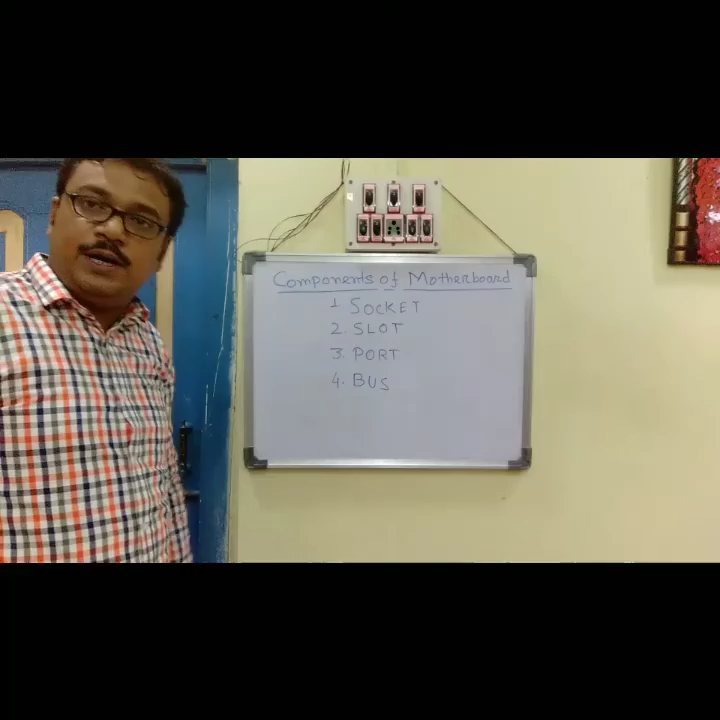 Components of Motherboard
1 SOCKET
2. SLOT
3. PORT
4. BUS